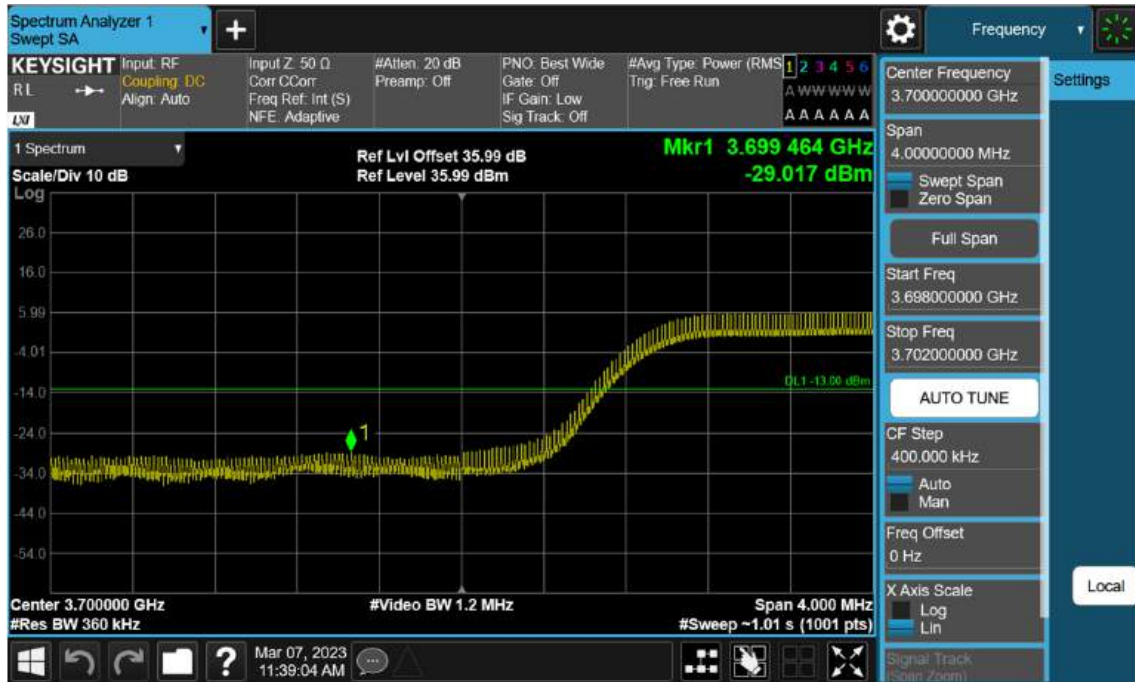 Spectrum Analyzer 1
Swept SA
Frequency
KEYSIGHT
RL
LXI
Input: RF
Coupling: DC
Align: Auto
Input Z: 50 Ω
Corr CCorr
Freq Ref: Int (S)
NFE: Adaptive
#Atten: 20 dB
Preamp: Off
PNO: Best Wide
Gate: Off
IF Gain: Low
Sig Track: Off
#Avg Type: Power (RMS
Trig: Free Run
1 2 3 4 5 6
A W W W W W
A A A A A A
1 Spectrum
Scale/Div 10 dB
Ref Lvl Offset 35.99 dB
Ref Level 35.99 dBm
Mkr1 3.699 464 GHz
-29.017 dBm
Log
26.0
16.0
5.99
-4.01
-14.0
-24.0
-34.0
-44.0
-54.0
DL1 -13.00 dBm
1
Center 3.700000 GHz
#Res BW 360 kHz
#Video BW 1.2 MHz
Span 4.000 MHz
#Sweep ~1.01 s (1001 pts)
Center Frequency
3.700000000 GHz
Settings
Span
4.00000000 MHz
Swept Span
Zero Span
Full Span
Start Freq
3.698000000 GHz
Stop Freq
3.702000000 GHz
AUTO TUNE
CF Step
400.000 kHz
Auto
Man
Freq Offset
0 Hz
X Axis Scale
Log
Lin
Local
Signal Track
(Span Zoom)
?
Mar 07, 2023
11:39:04 AM